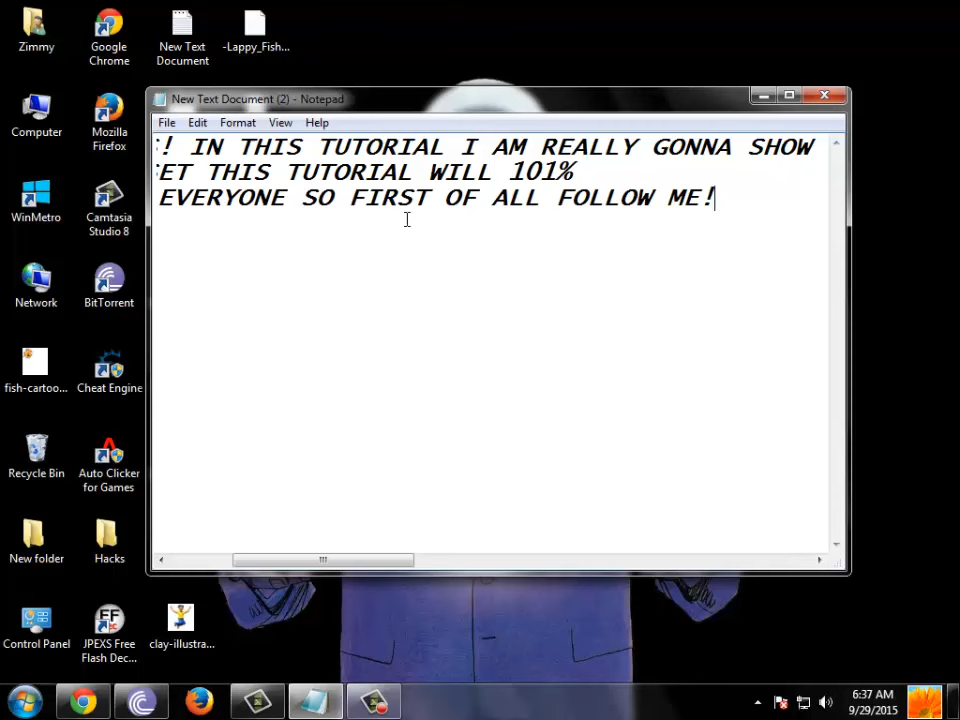 Zimmy
Google Chrome
New Text Document
-Lappy_Fish...
Computer
Mozilla Firefox
New Text Document (2) - Notepad
File Edit Format View Help
! IN THIS TUTORIAL I AM REALLY GONNA SHOW
ET THIS TUTORIAL WILL 101%
EVERYONE SO FIRST OF ALL FOLLOW ME!
WinMetro
Camtasia Studio 8
Network
BitTorrent
fish-cartoo...
Cheat Engine
Recycle Bin
Auto Clicker for Games
New folder
Hacks
Control Panel
JPEXS Free Flash Dec...
clay-illustra...
6:37 AM
9/29/2015